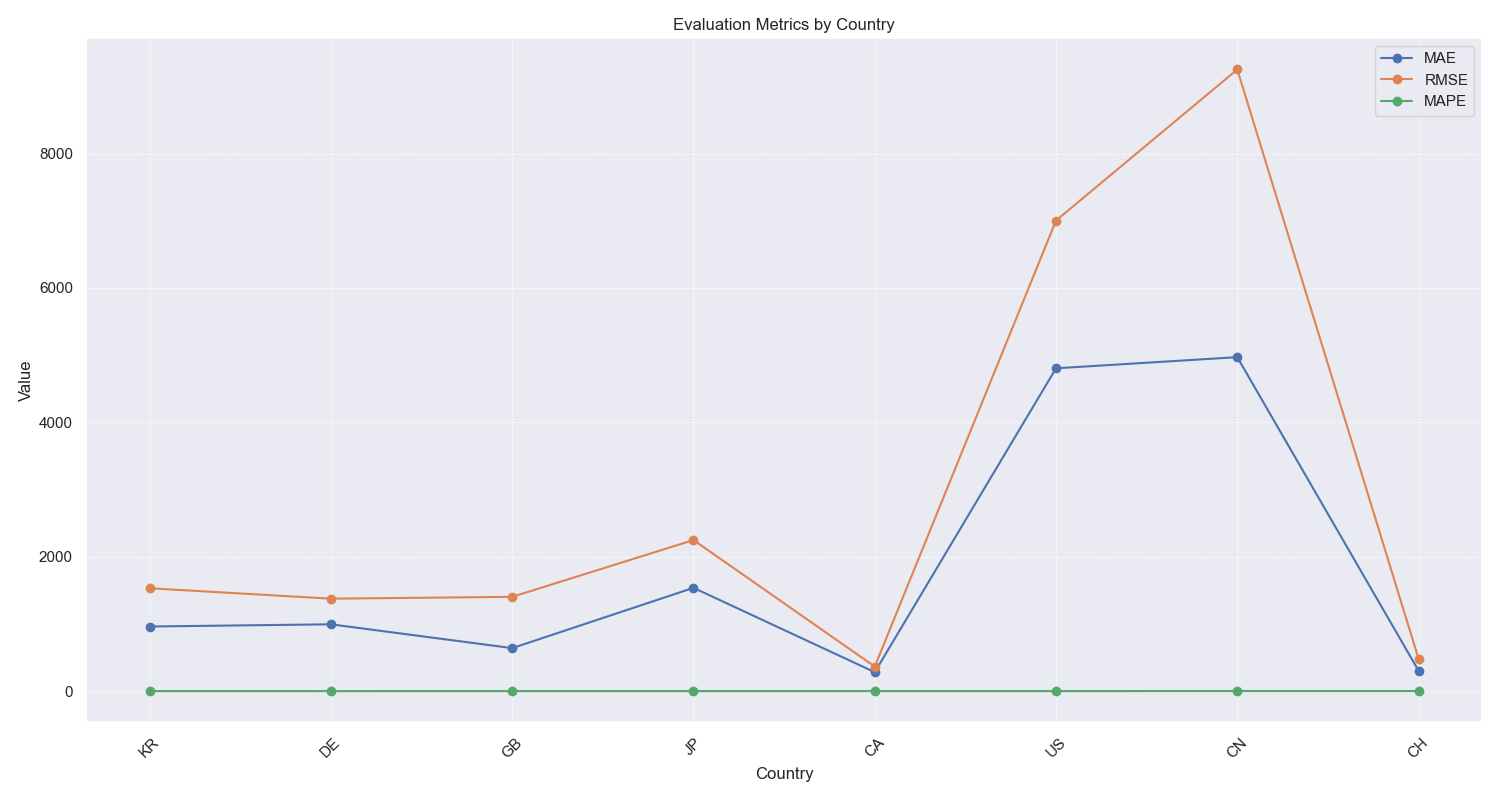 Evaluation Metrics by Country
MAE
RMSE
MAPE
8000
6000
4000
2000
0
Value
KR
DE
GB
JP
CA
US
CN
CH
Country